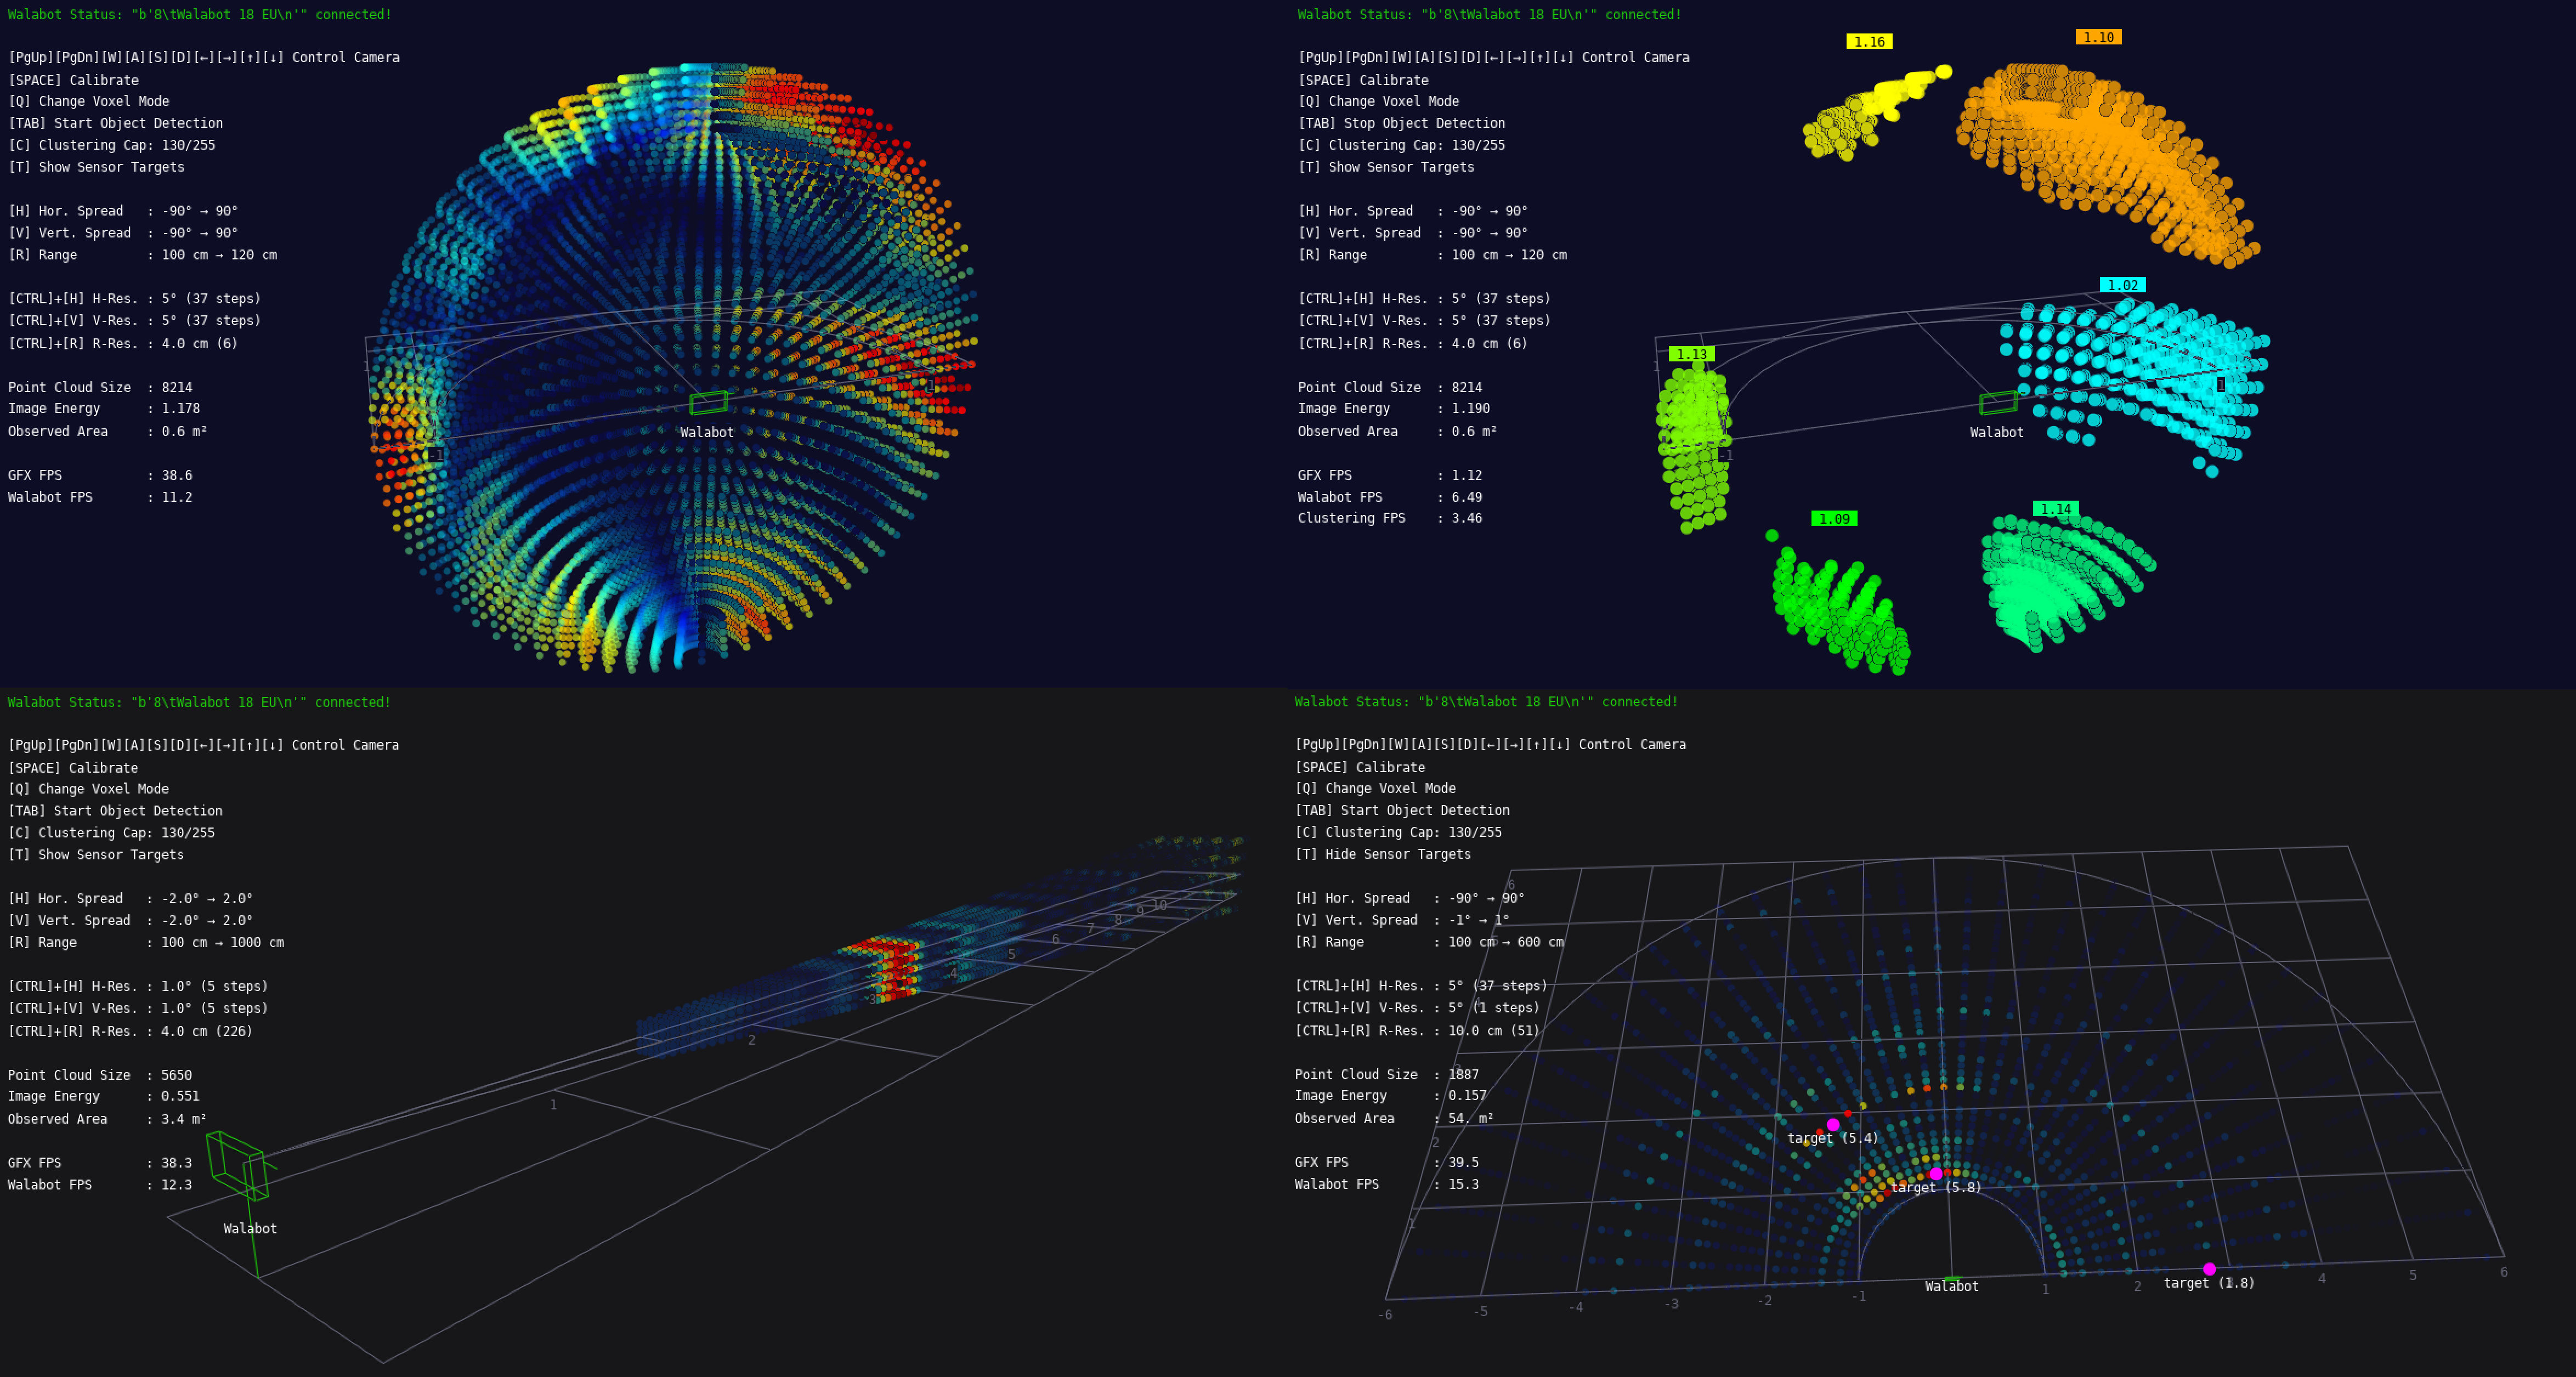 Walabot Status: "b'8\tWalabot 18 EU\n'" connected!
[PgUp][PgDn][W][A][S][D][←][→][↑][↓] Control Camera
[SPACE] Calibrate
[Q] Change Voxel Mode
[TAB] Start Object Detection
[C] Clustering Cap: 130/255
[T] Show Sensor Targets
[H] Hor. Spread : -90° → 90°
[V] Vert. Spread : -90° → 90°
[R] Range : 100 cm → 120 cm
[CTRL]+[H] H-Res. : 5° (37 steps)
[CTRL]+[V] V-Res. : 5° (37 steps)
[CTRL]+[R] R-Res. : 4.0 cm (6)
Point Cloud Size : 8214
Image Energy : 1.178
Observed Area : 0.6 m²
GFX FPS : 38.6
Walabot FPS : 11.2
1
1
-1
Walabot
Walabot Status: "b'8\tWalabot 18 EU\n'" connected!
[PgUp][PgDn][W][A][S][D][←][→][↑][↓] Control Camera
[SPACE] Calibrate
[Q] Change Voxel Mode
[TAB] Stop Object Detection
[C] Clustering Cap: 130/255
[T] Show Sensor Targets
[H] Hor. Spread : -90° → 90°
[V] Vert. Spread : -90° → 90°
[R] Range : 100 cm → 120 cm
[CTRL]+[H] H-Res. : 5° (37 steps)
[CTRL]+[V] V-Res. : 5° (37 steps)
[CTRL]+[R] R-Res. : 4.0 cm (6)
Point Cloud Size : 8214
Image Energy : 1.190
Observed Area : 0.6 m²
GFX FPS : 1.12
Walabot FPS : 6.49
Clustering FPS : 3.46
1.16
1.10
1.02
1.13
1
1
-1
Walabot
1.09
1.14
Walabot Status: "b'8\tWalabot 18 EU\n'" connected!
[PgUp][PgDn][W][A][S][D][←][→][↑][↓] Control Camera
[SPACE] Calibrate
[Q] Change Voxel Mode
[TAB] Start Object Detection
[C] Clustering Cap: 130/255
[T] Show Sensor Targets
[H] Hor. Spread : -2.0° → 2.0°
[V] Vert. Spread : -2.0° → 2.0°
[R] Range : 100 cm → 1000 cm
[CTRL]+[H] H-Res. : 1.0° (5 steps)
[CTRL]+[V] V-Res. : 1.0° (5 steps)
[CTRL]+[R] R-Res. : 4.0 cm (226)
Point Cloud Size : 5650
Image Energy : 0.551
Observed Area : 3.4 m²
GFX FPS : 38.3
Walabot FPS : 12.3
Walabot
1
2
3
4
5
6
7
8
9
10
Walabot Status: "b'8\tWalabot 18 EU\n'" connected!
[PgUp][PgDn][W][A][S][D][←][→][↑][↓] Control Camera
[SPACE] Calibrate
[Q] Change Voxel Mode
[TAB] Start Object Detection
[C] Clustering Cap: 130/255
[T] Hide Sensor Targets
[H] Hor. Spread : -90° → 90°
[V] Vert. Spread : -1° → 1°
[R] Range : 100 cm → 600 cm
[CTRL]+[H] H-Res. : 5° (37 steps)
[CTRL]+[V] V-Res. : 5° (1 steps)
[CTRL]+[R] R-Res. : 10.0 cm (51)
Point Cloud Size : 1887
Image Energy : 0.157
Observed Area : 54. m²
GFX FPS : 39.5
Walabot FPS : 15.3
6
2
1
target (5.4)
target (5.8)
target (1.8)
Walabot
-6
-5
-4
-3
-2
-1
1
2
4
5
6